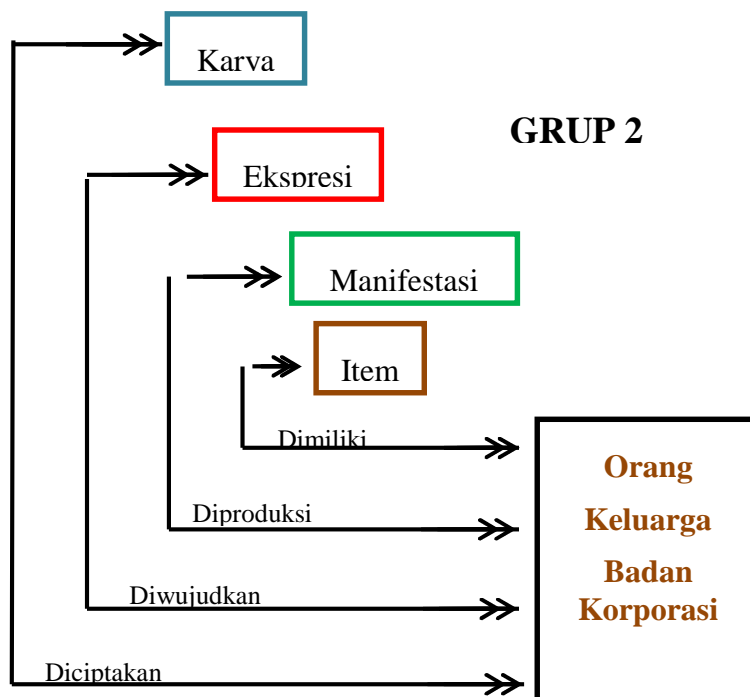 Karya
GRUP 2
Ekspresi
Manifestasi
Item
Dimiliki
Orang
Diproduksi
Keluarga
Badan
Diwujudkan
Korporasi
Diciptakan